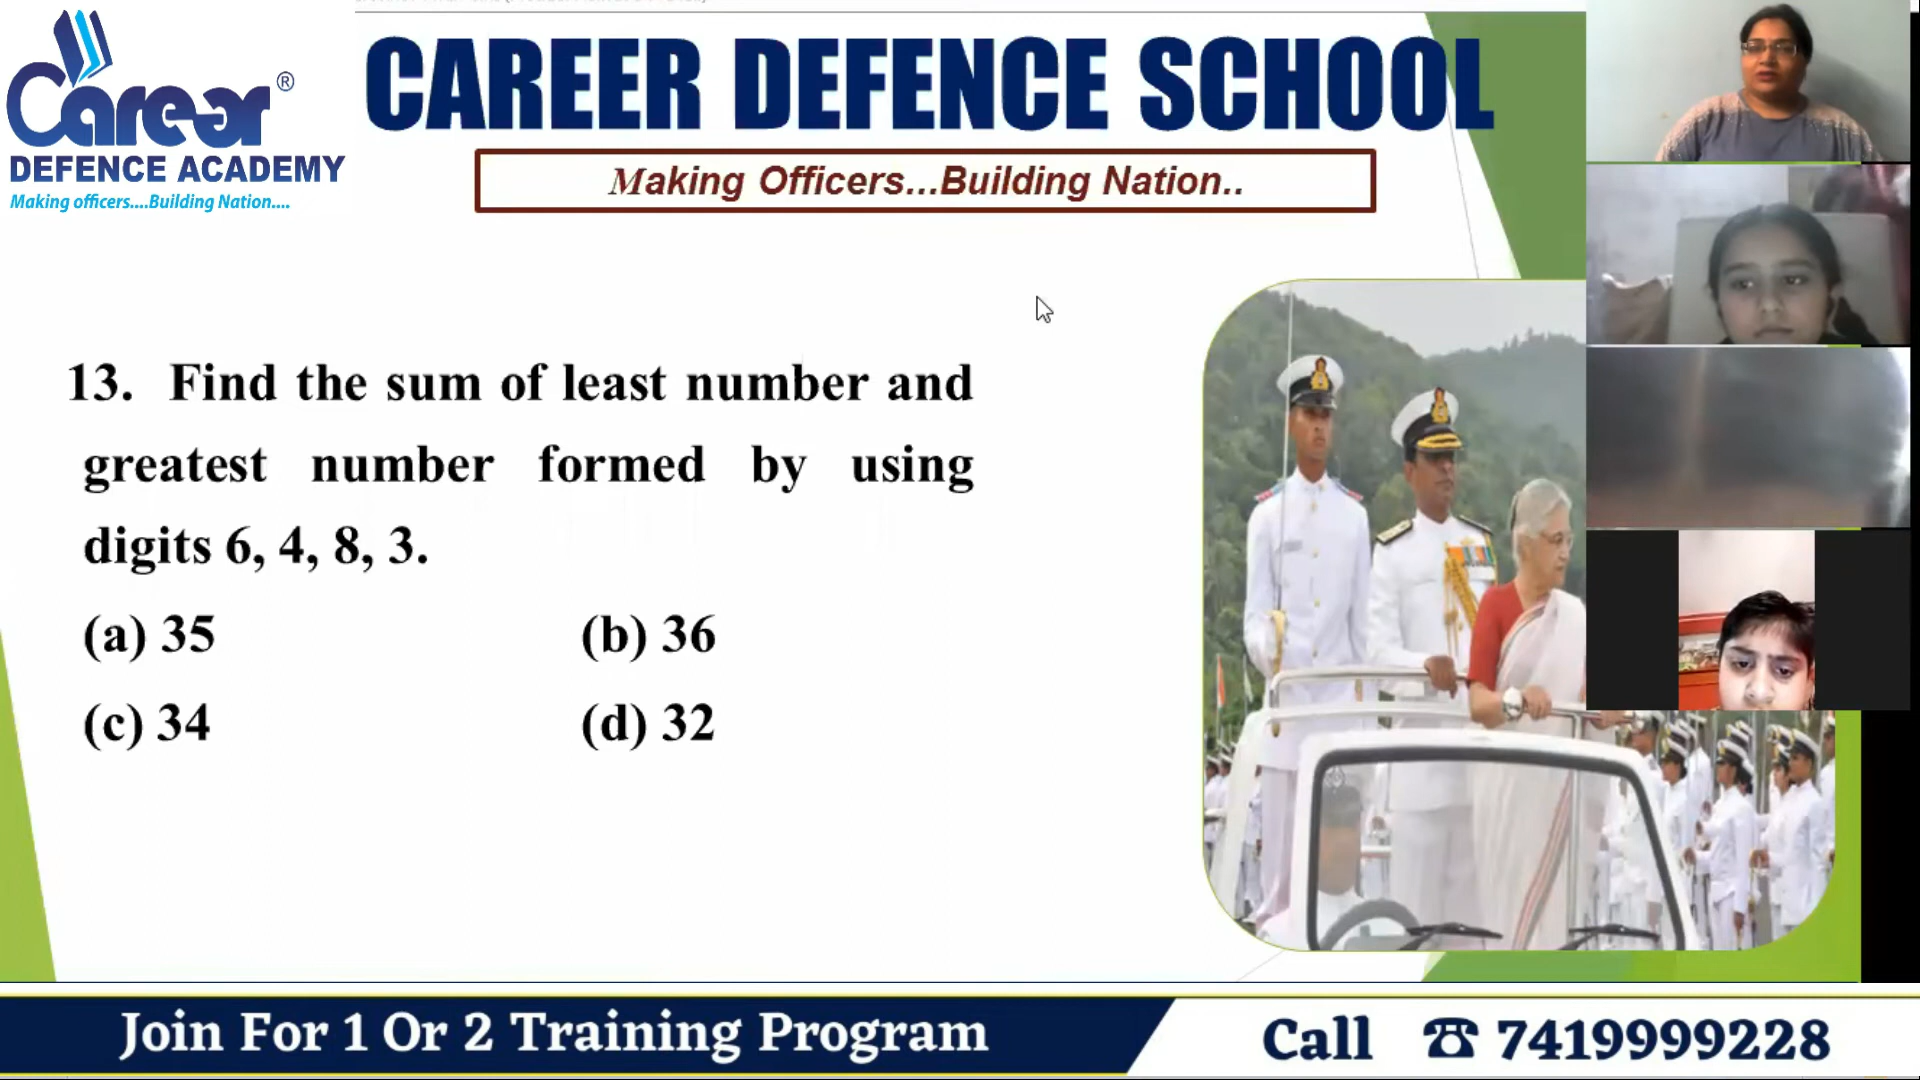 Career ®
DEFENCE ACADEMY
Making officers....Building Nation....
CAREER DEFENCE SCHOOL
Making Officers...Building Nation..
13. Find the sum of least number and
greatest number formed by using
digits 6, 4, 8, 3.
(a) 35 (b) 36
(c) 34 (d) 32
Join For 1 Or 2 Training Program
Call ☎ 7419999228